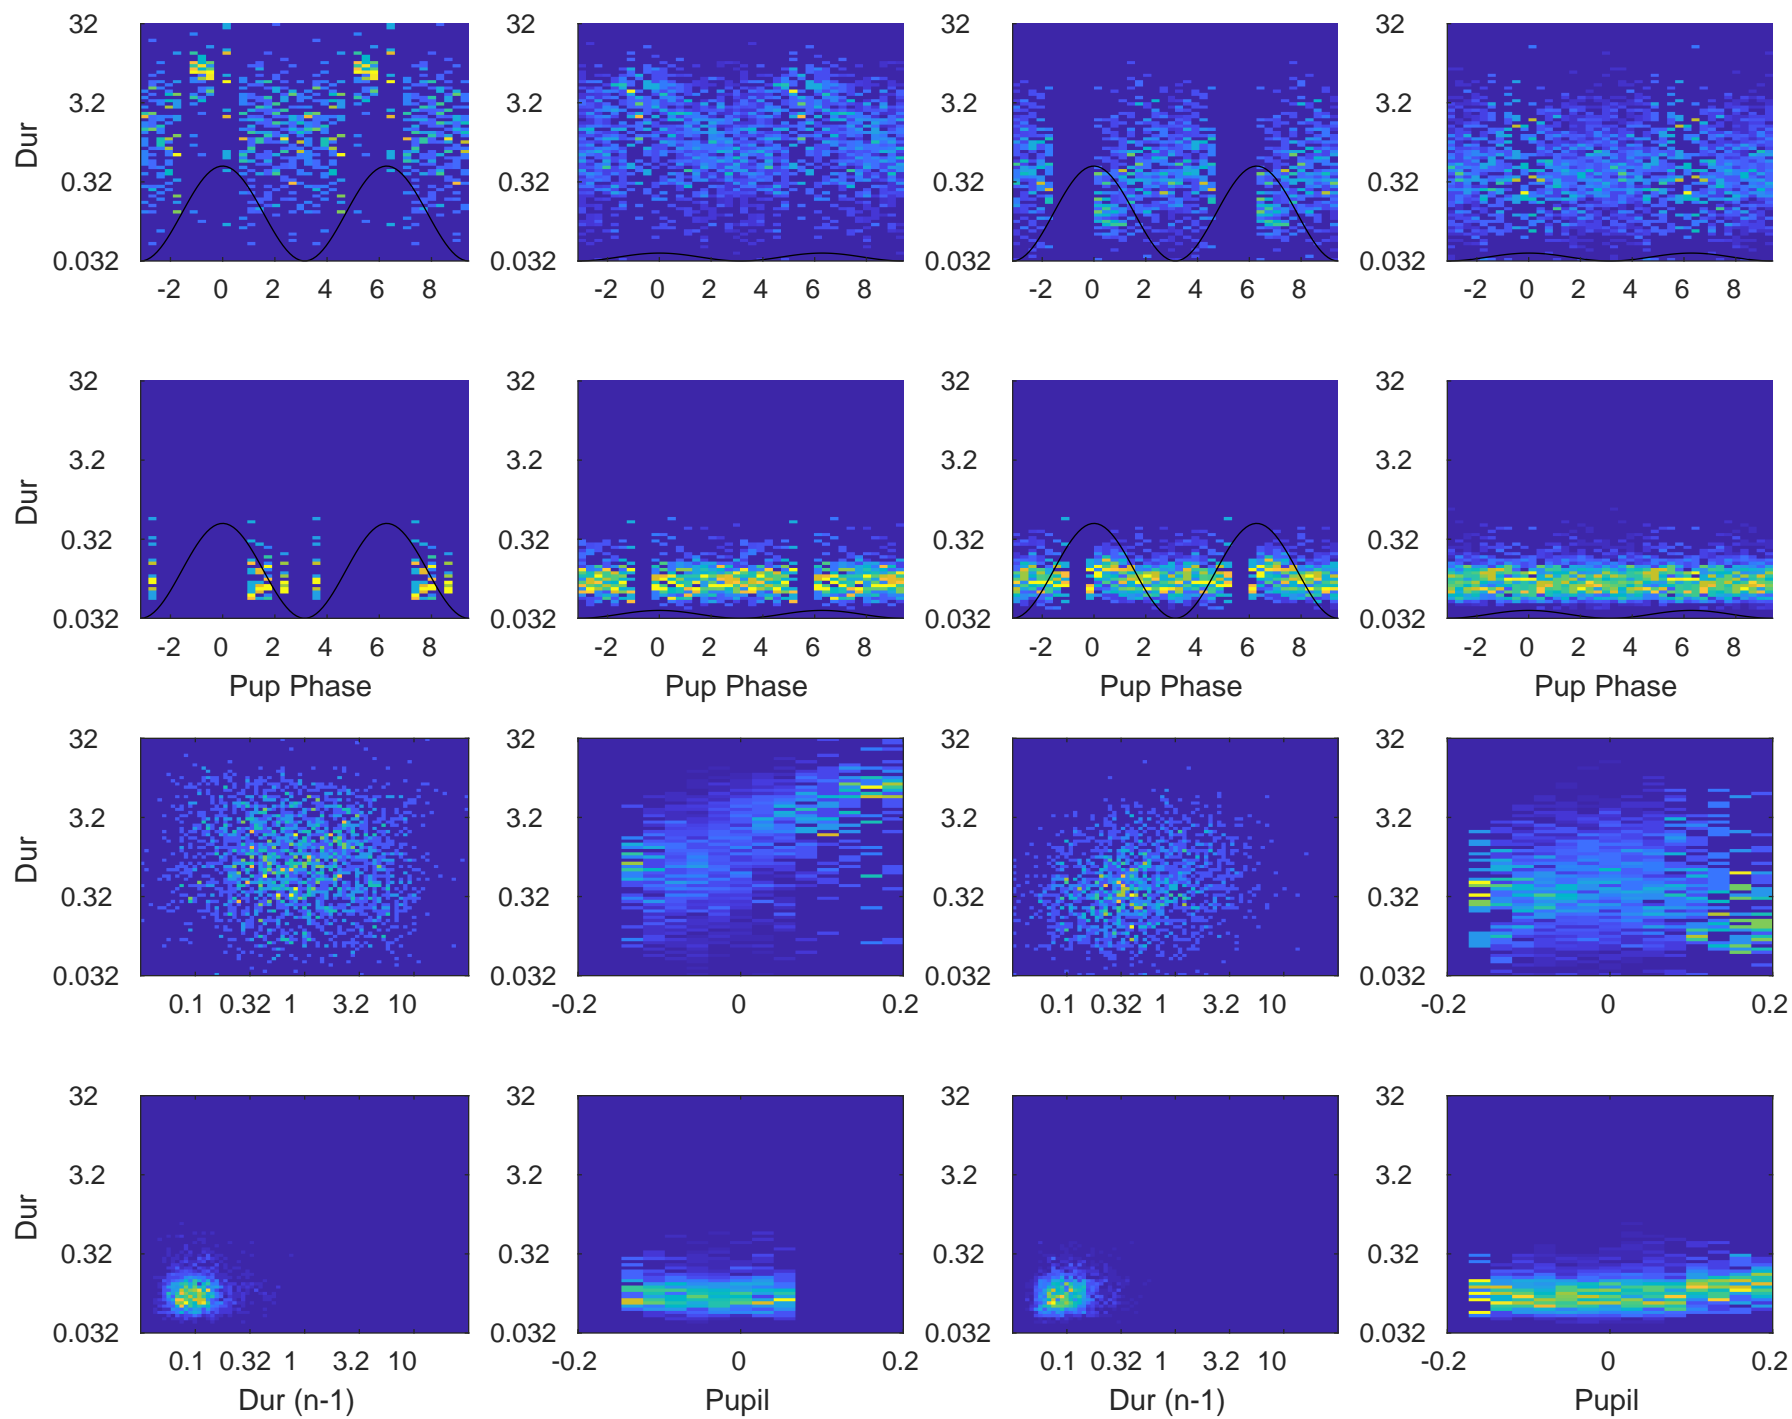 32 32 32 32
3.2 3.2 3.2 3.2
Dur
0.32 0.32 0.32 0.32
0.032 0.032 0.032 0.032
-2 0 2 4 6 8 -2 0 2 4 6 8 -2 0 2 4 6 8 -2 0 2 4 6 8
32 32 32 32
3.2 3.2 3.2 3.2
Dur
0.32 0.32 0.32 0.32
0.032 0.032 0.032 0.032
-2 0 2 4 6 8 -2 0 2 4 6 8 -2 0 2 4 6 8 -2 0 2 4 6 8
Pup Phase Pup Phase Pup Phase Pup Phase
32 32 32 32
3.2 3.2 3.2 3.2
Dur
0.32 0.32 0.32 0.32
0.032 0.032 0.032 0.032
0.1 0.32 1 3.2 10 -0.2 0 0.2 0.1 0.32 1 3.2 10 -0.2 0 0.2
32 32 32 32
3.2 3.2 3.2 3.2
Dur
0.32 0.32 0.32 0.32
0.032 0.032 0.032 0.032
0.1 0.32 1 3.2 10 -0.2 0 0.2 0.1 0.32 1 3.2 10 -0.2 0 0.2
Dur (n-1) Pupil Dur (n-1) Pupil